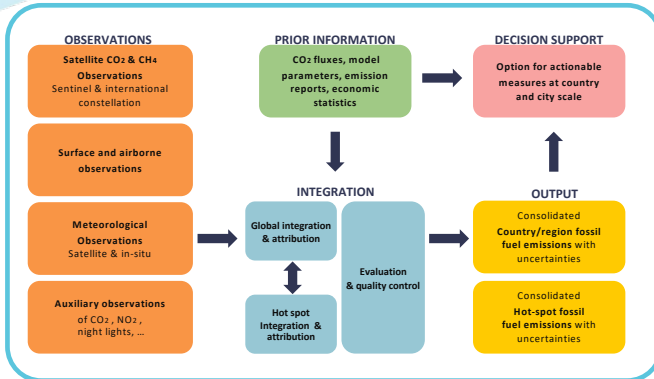 OBSERVATIONS
Satellite CO₂ & CH₄
Observations
Sentinel & international
constellation
Surface and airborne
observations
Meteorological
Observations
Satellite & in-situ
Auxiliary observations
of CO₂ , NO₂ ,
night lights, ...
PRIOR INFORMATION
CO₂ fluxes, model
parameters, emission
reports, economic
statistics
INTEGRATION
Global integration
& attribution
Hot spot
Integration &
attribution
Evaluation
& quality control
DECISION SUPPORT
Option for actionable
measures at country
and city scale
OUTPUT
Consolidated
Country/region fossil
fuel emissions with
uncertainties
Consolidated
Hot-spot fossil
fuel emissions with
uncertainties